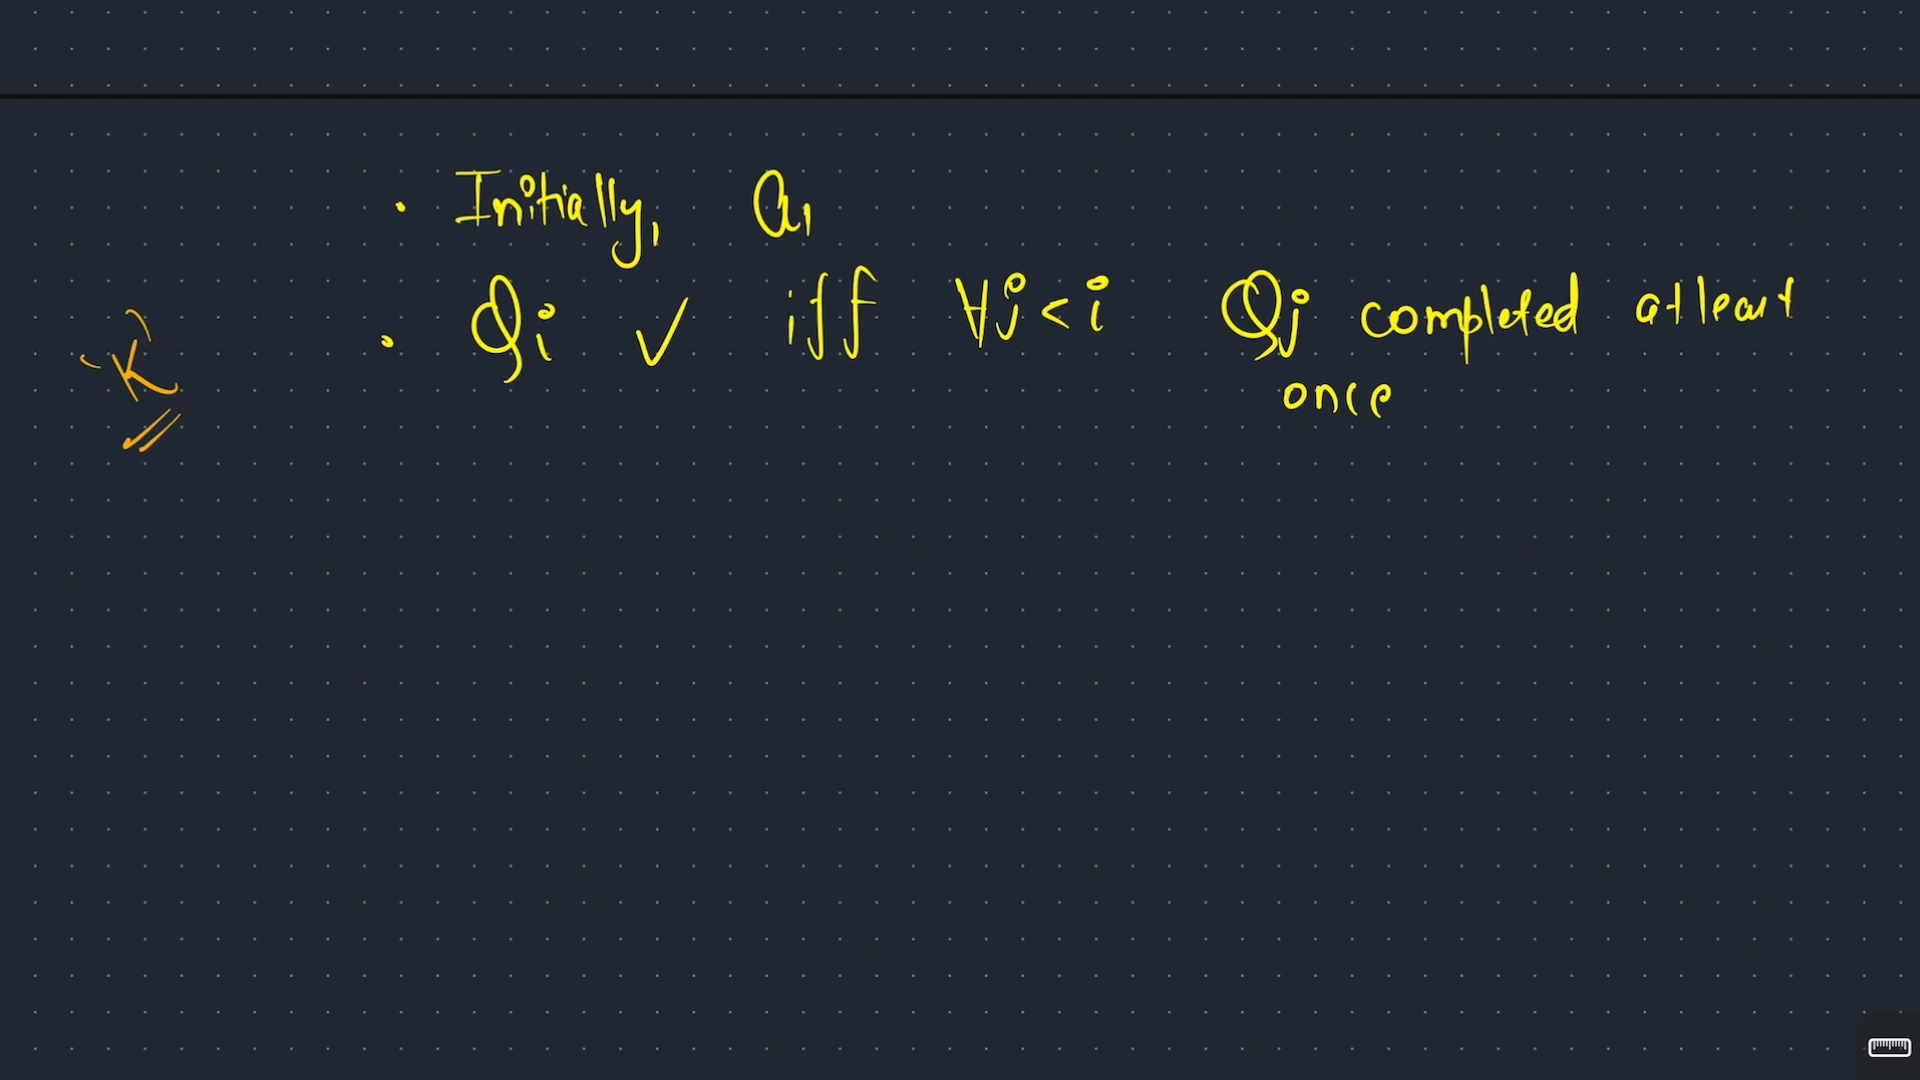 • Initially, Q1
• Qi ✓ iff ∀j < i Qj completed atleast
once
K